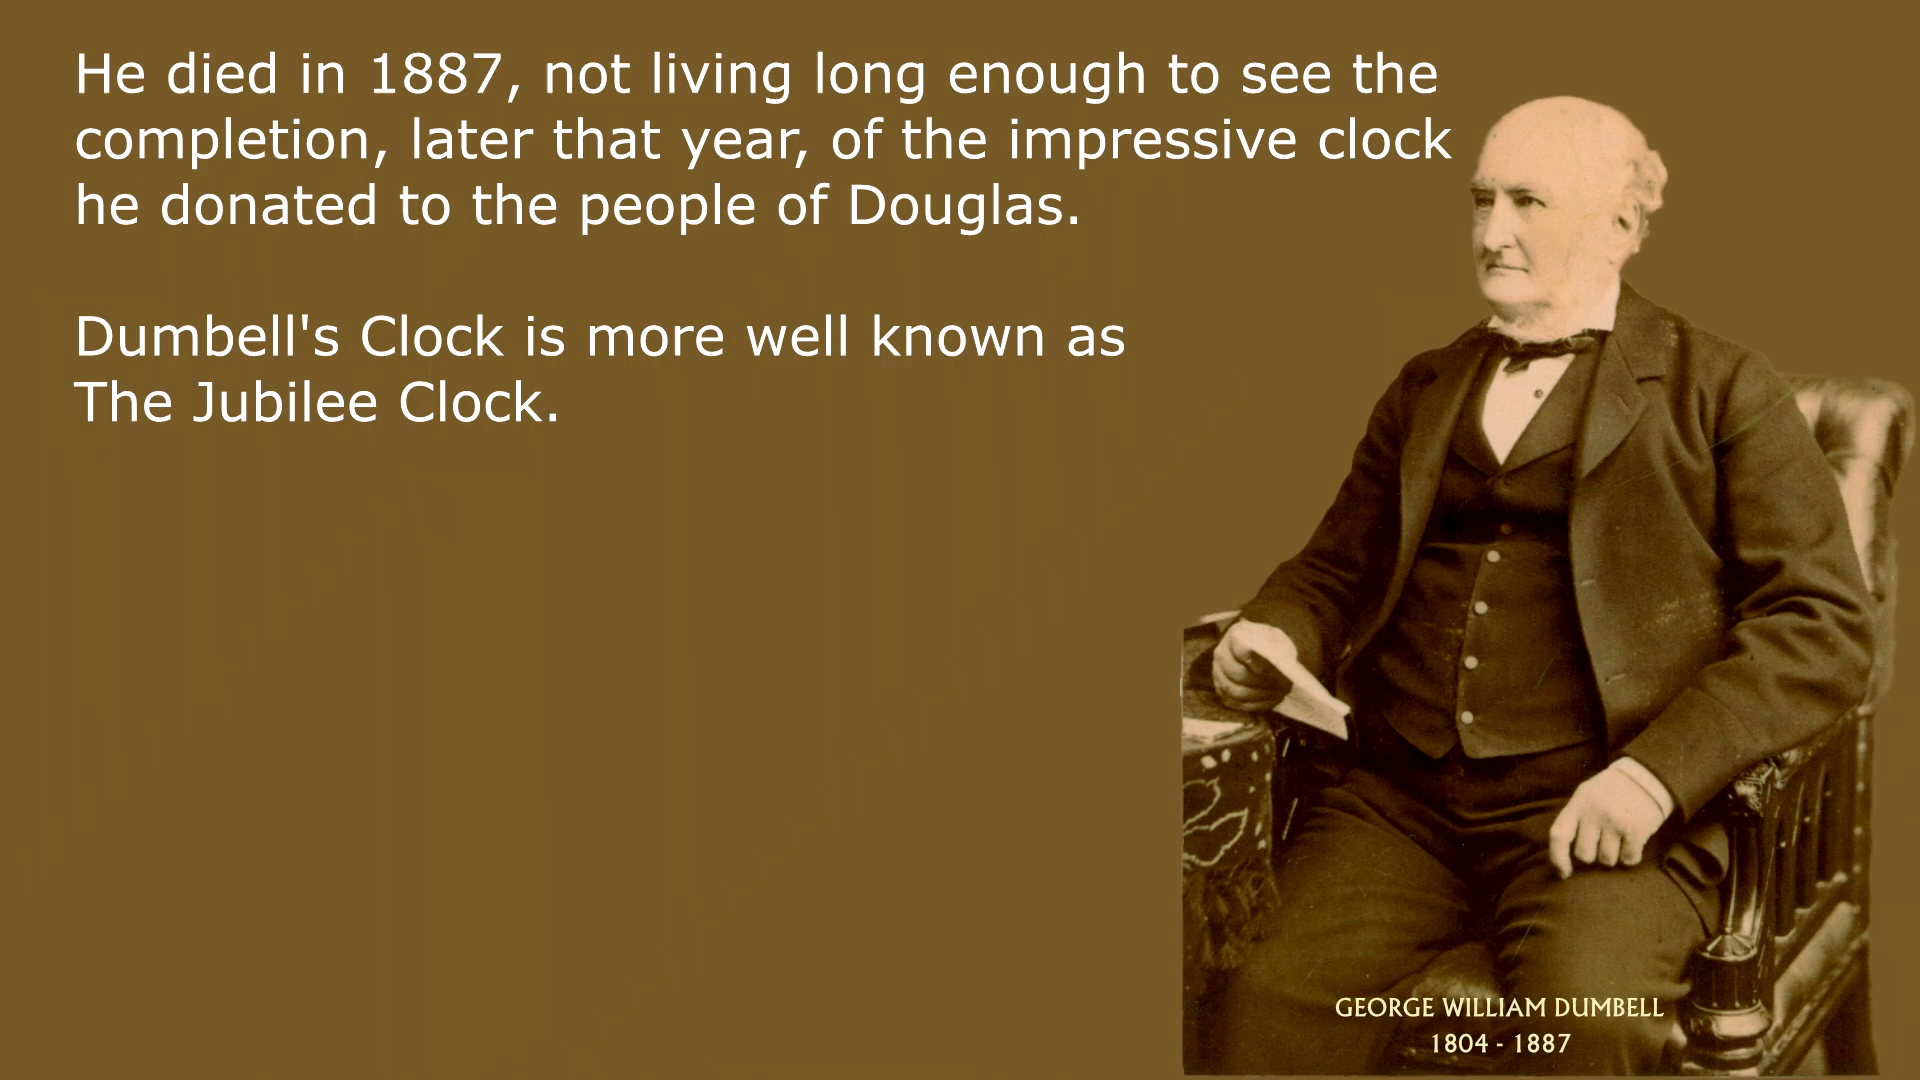 He died in 1887, not living long enough to see the
completion, later that year, of the impressive clock
he donated to the people of Douglas.
Dumbell's Clock is more well known as
The Jubilee Clock.
GEORGE WILLIAM DUMBELL
1804 - 1887